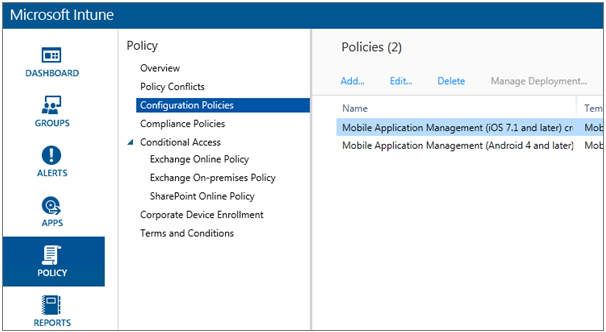 Microsoft Intune
DASHBOARD
GROUPS
ALERTS
APPS
POLICY
REPORTS
Policy
Overview
Policy Conflicts
Configuration Policies
Compliance Policies
Conditional Access
Exchange Online Policy
Exchange On-premises Policy
SharePoint Online Policy
Corporate Device Enrollment
Terms and Conditions
Policies (2)
Add... Edit... Delete Manage Deployment...
Name Tem
Mobile Application Management (iOS 7.1 and later) cr Mob
Mobile Application Management (Android 4 and later) Mob